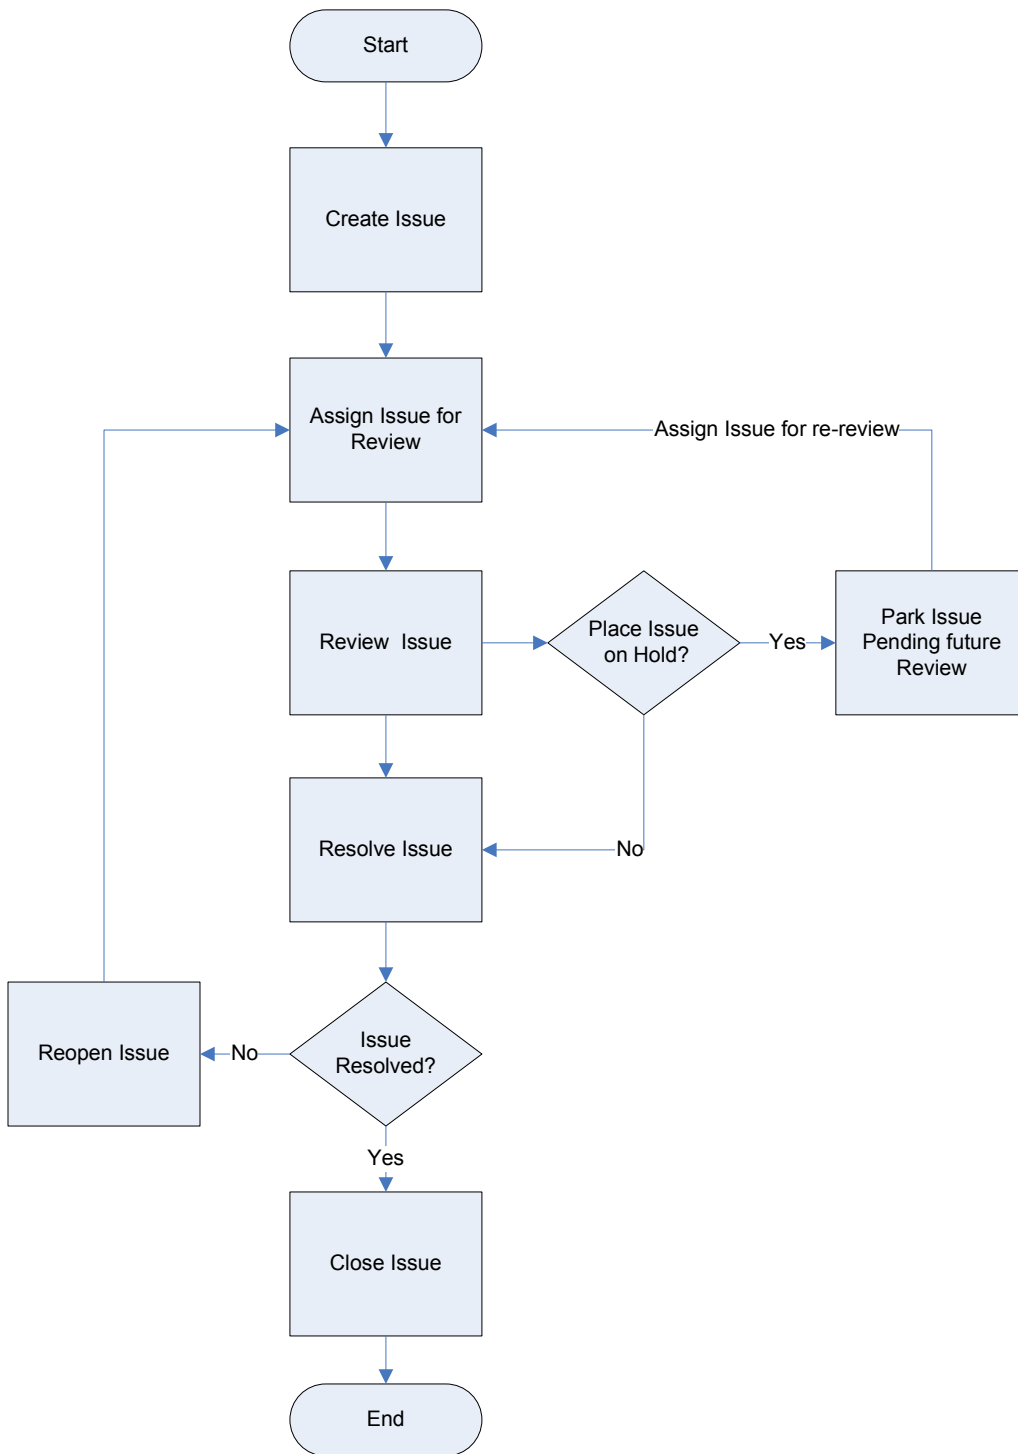 Start
Create Issue
Assign Issue for
Review
Assign Issue for re-review
Review  Issue
Place Issue
on Hold?
Yes
Park Issue
Pending future
Review
Resolve Issue
No
Issue
Resolved?
No
Reopen Issue
Yes
Close Issue
End